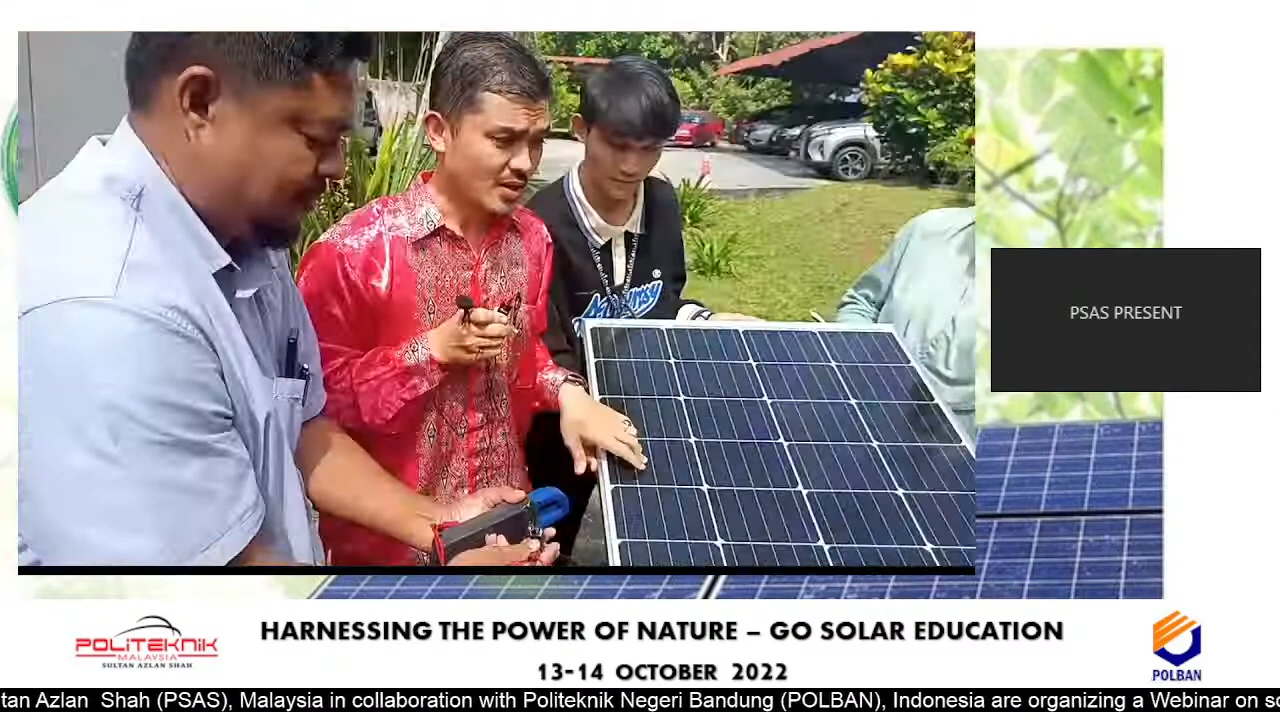 PSAS PRESENT
POLITEKNIK
MALAYSIA
SULTAN AZLAN SHAH
HARNESSING THE POWER OF NATURE – GO SOLAR EDUCATION
13-14 OCTOBER 2022
POLBAN
tan Azlan Shah (PSAS), Malaysia in collaboration with Politeknik Negeri Bandung (POLBAN), Indonesia are organizing a Webinar on so